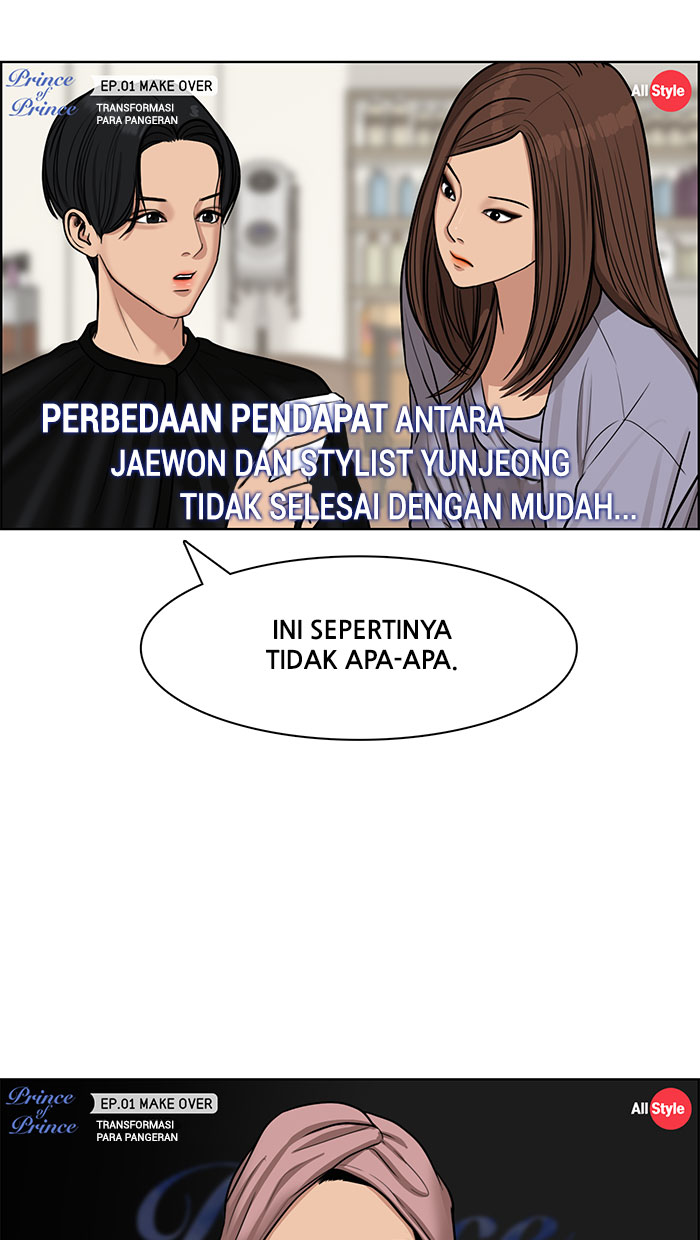 Prince
of
Prince
EP.01 MAKE OVER
TRANSFORMASI
PARA PANGERAN
All Style
PERBEDAAN PENDAPAT ANTARA
JAEWON DAN STYLIST YUNJEONG
TIDAK SELESAI DENGAN MUDAH...
INI SEPERTINYA
TIDAK APA-APA.
Prince
of
Prince
EP.01 MAKE OVER
TRANSFORMASI
PARA PANGERAN
All Style
Prince